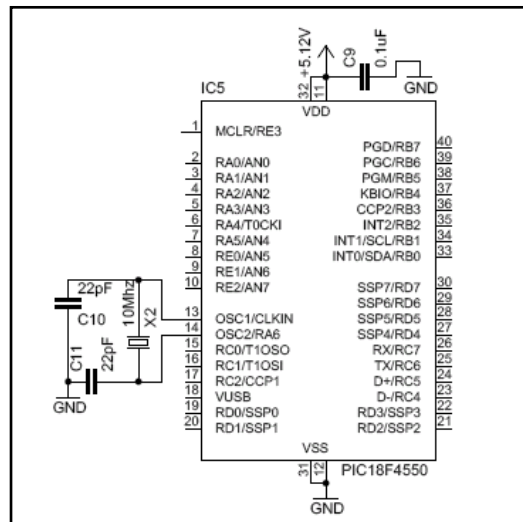 +5.12V
C9
0.1uF
GND
IC5
32
11
VDD
1 MCLR/RE3
2 RA0/AN0
3 RA1/AN1
4 RA2/AN2
5 RA3/AN3
6 RA4/T0CKI
7 RA5/AN4
8 RE0/AN5
9 RE1/AN6
10 RE2/AN7
13 OSC1/CLKIN
14 OSC2/RA6
15 RC0/T1OSO
16 RC1/T1OSI
17 RC2/CCP1
18 VUSB
19 RD0/SSP0
20 RD1/SSP1
PGD/RB7 40
PGC/RB6 39
PGM/RB5 38
KBIO/RB4 37
CCP2/RB3 36
INT2/RB2 35
INT1/SCL/RB1 34
INT0/SDA/RB0 33
SSP7/RD7 30
SSP6/RD6 29
SSP5/RD5 28
SSP4/RD4 27
RX/RC7 26
TX/RC6 25
D+/RC5 24
D-/RC4 23
RD3/SSP3 22
RD2/SSP2 21
22pF
C10
10Mhz
X2
C11
22pF
GND
VSS
31
12
PIC18F4550
GND